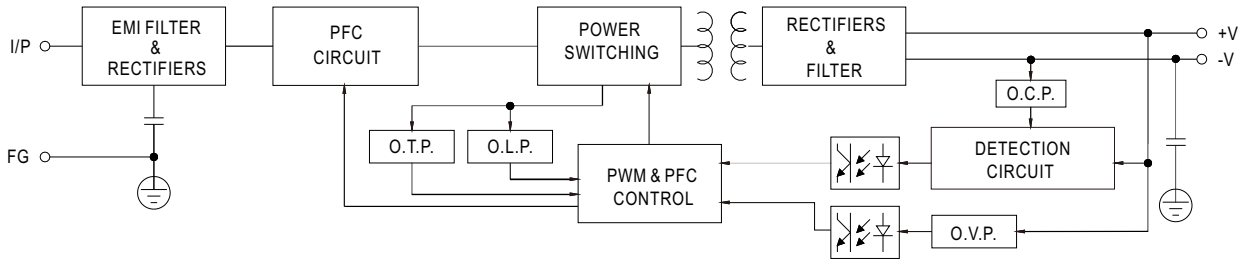 I/P
EMI FILTER
&
RECTIFIERS
PFC
CIRCUIT
POWER
SWITCHING
RECTIFIERS
&
FILTER
+V
-V
O.C.P.
FG
O.T.P.
O.L.P.
PWM & PFC
CONTROL
DETECTION
CIRCUIT
O.V.P.